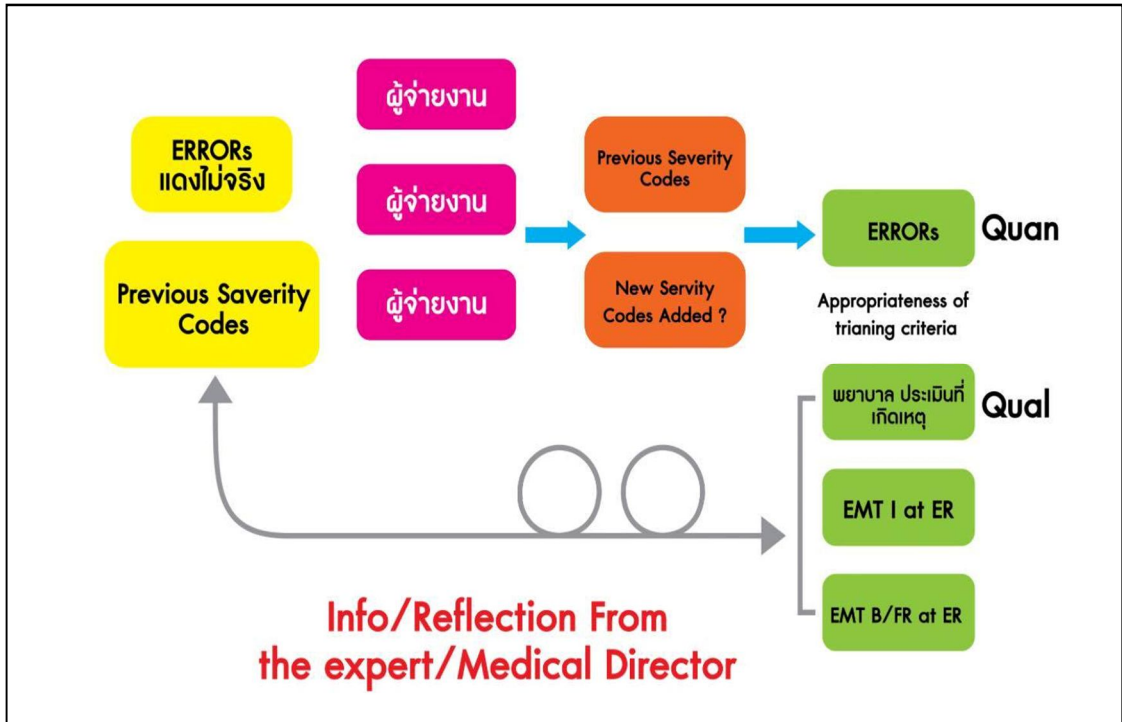 ERRORs
แดงไม่จริง
Previous Saverity
Codes
ผู้จ่ายงาน
ผู้จ่ายงาน
ผู้จ่ายงาน
Previous Severity
Codes
New Servity
Codes Added ?
ERRORs
Quan
Appropriateness of
trianing criteria
พยาบาล ประเมินที่
เกิดเหตุ
Qual
EMT I at ER
EMT B/FR at ER
Info/Reflection From
the expert/Medical Director